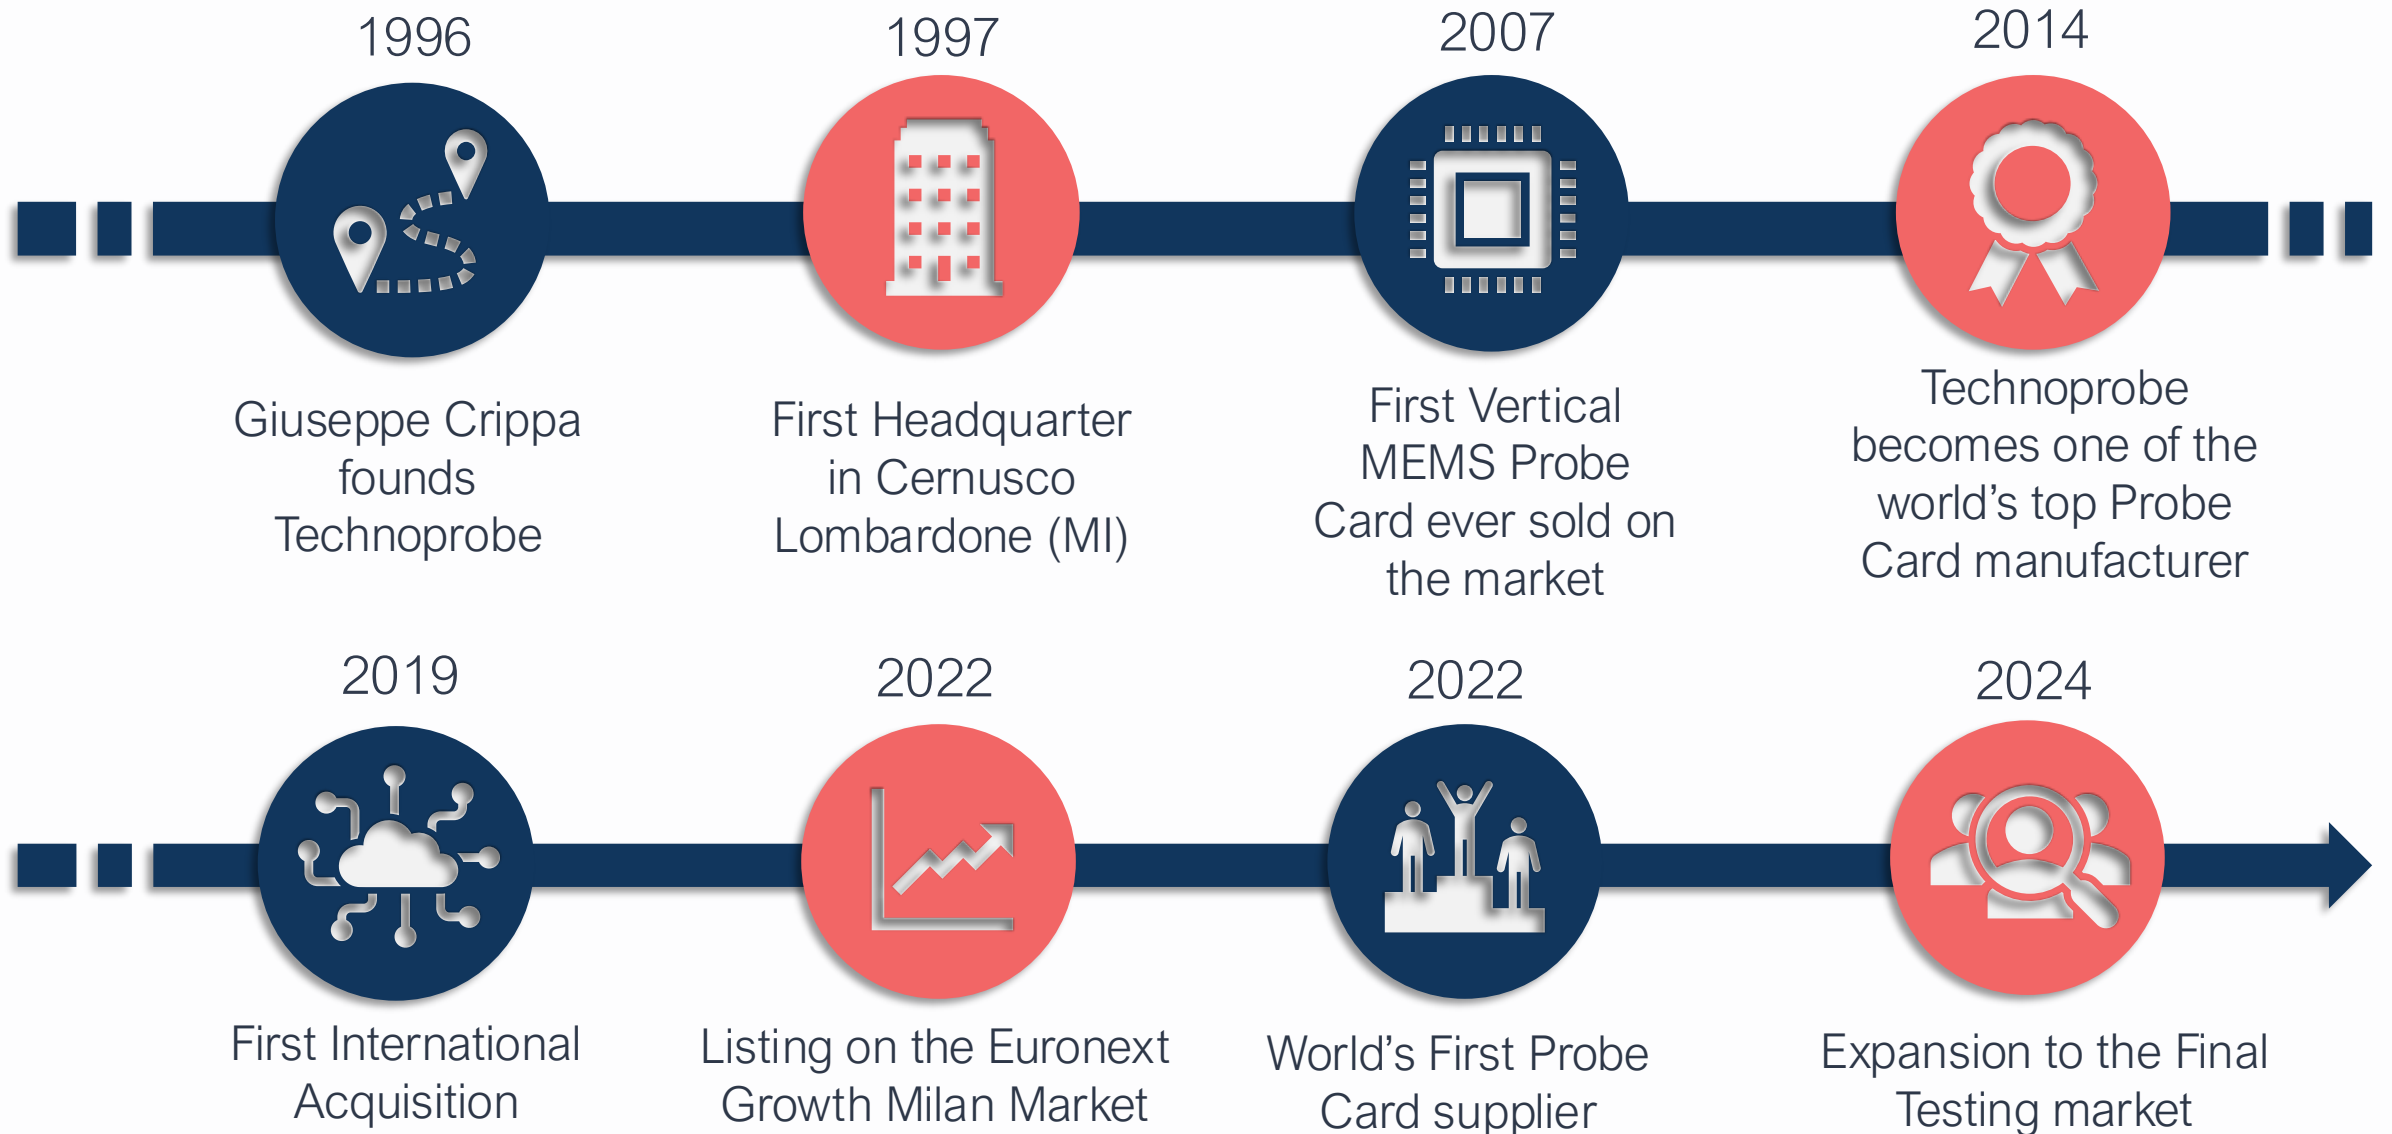 1996
Giuseppe Crippa
founds
Technoprobe
1997
First Headquarter
in Cernusco
Lombardone (MI)
2007
First Vertical
MEMS Probe
Card ever sold on
the market
2014
Technoprobe
becomes one of the
world’s top Probe
Card manufacturer
2019
First International
Acquisition
2022
Listing on the Euronext
Growth Milan Market
2022
World’s First Probe
Card supplier
2024
Expansion to the Final
Testing market